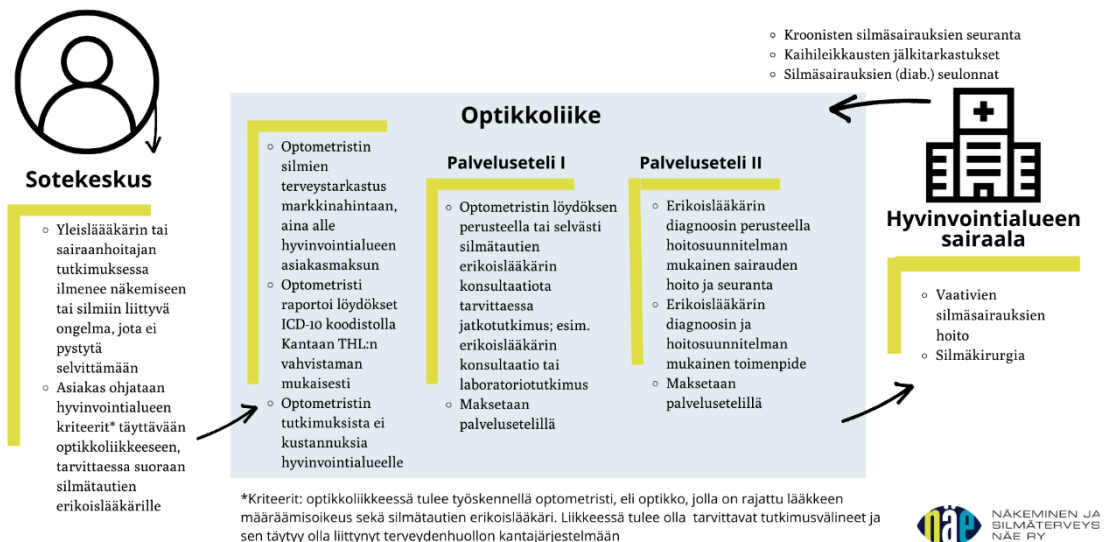 Sotekeskus
Yleislääkärin tai
sairaanhoitajan
tutkimuksessa
ilmenee näkemiseen
tai silmiin liittyvä
ongelma, jota ei
pystytä
selvittämään
Asiakas ohjataan
hyvinvointialueen
kriteerit* täyttävään
optikkoliikkeeseen,
tarvittaessa suoraan
silmätautien
erikoislääkärille
Optikkoliike
Optometristin
silmien
terveystarkastus
markkinahintaan,
aina alle
hyvinvointialueen
asiakasmaksun
Optometristi
raportoi löydökset
ICD-10 koodistolla
Kantaan THL:n
vahvistaman
mukaisesti
Optometristin
tutkimuksista ei
kustannuksia
hyvinvointialueelle
Palveluseteli I
Optometristin löydöksen
perusteella tai selvästi
silmätautien
erikoislääkärin
konsultaatiota
tarvittaessa
jatkotutkimus; esim.
erikoislääkärin
konsultaatio tai
laboratoriotutkimus
Maksetaan
palvelusetelillä
Palveluseteli II
Erikoislääkärin
diagnoosin perusteella
hoitosuunnitelman
mukainen sairauden
hoito ja seuranta
Erikoislääkärin
diagnoosin ja
hoitosuunnitelman
mukainen toimenpide
Maksetaan
palvelusetelillä
Kroonisten silmäsairauksien seuranta
Kaihileikkausten jälkitarkastukset
Silmäsairauksien (diab.) seulonnat
Hyvinvointialueen
sairaala
Vaativien
silmäsairauksien
hoito
Silmäkirurgia
*Kriteerit: optikkoliikkeessä tulee työskennellä optometristi, eli optikko, jolla on rajattu lääkkeen
määräämisoikeus sekä silmätautien erikoislääkäri. Liikkeessä tulee olla tarvittavat tutkimusvälineet ja
sen täytyy olla liittynyt terveydenhuollon kantajärjestelmään
näe
NÄKEMINEN JA
SILMÄTERVEYS
NÄE RY